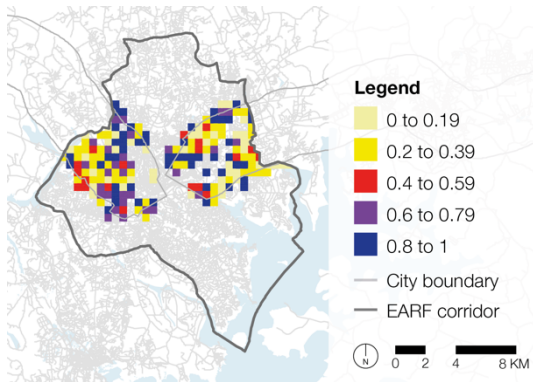 Legend
0 to 0.19
0.2 to 0.39
0.4 to 0.59
0.6 to 0.79
0.8 to 1
City boundary
EARF corridor
N
0 2 4 8 KM